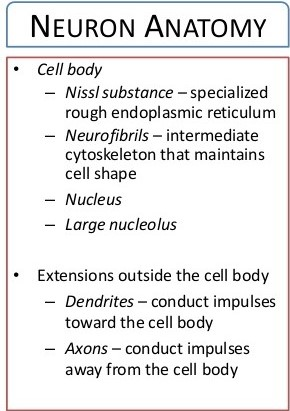 NEURON ANATOMY
• Cell body
– Nissl substance – specialized
rough endoplasmic reticulum
– Neurofibrils – intermediate
cytoskeleton that maintains
cell shape
– Nucleus
– Large nucleolus
• Extensions outside the cell body
– Dendrites – conduct impulses
toward the cell body
– Axons – conduct impulses
away from the cell body